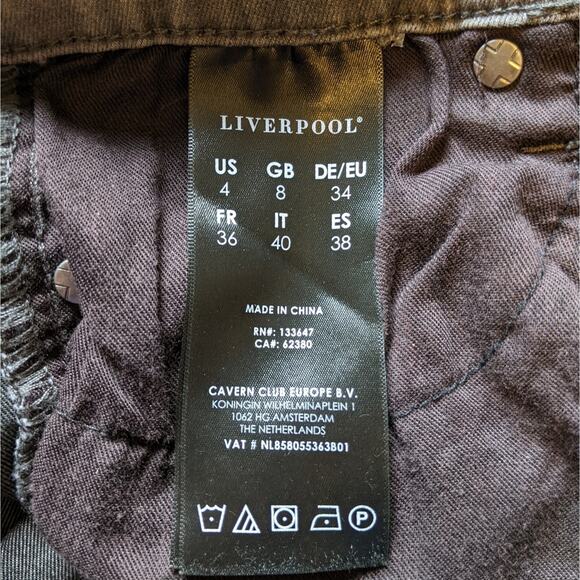 LIVERPOOL®
US GB DE/EU
4 8 34
FR IT ES
36 40 38
MADE IN CHINA
RN#: 133647
CA#: 62380
CAVERN CLUB EUROPE B.V.
KONINGIN WILHELMINAPLEIN 1
1062 HG AMSTERDAM
THE NETHERLANDS
VAT # NL858055363B01
P